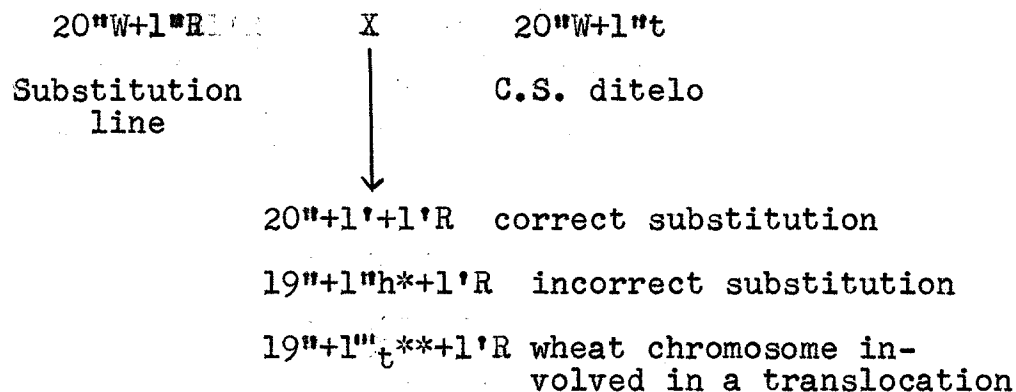 20"W+1"R X 20"W+1"t
Substitution C.S. ditelo
line
20"+1'+1'R correct substitution
19"+1"h*+1'R incorrect substitution
19"+1"'t**+1'R wheat chromosome in-
volved in a translocation